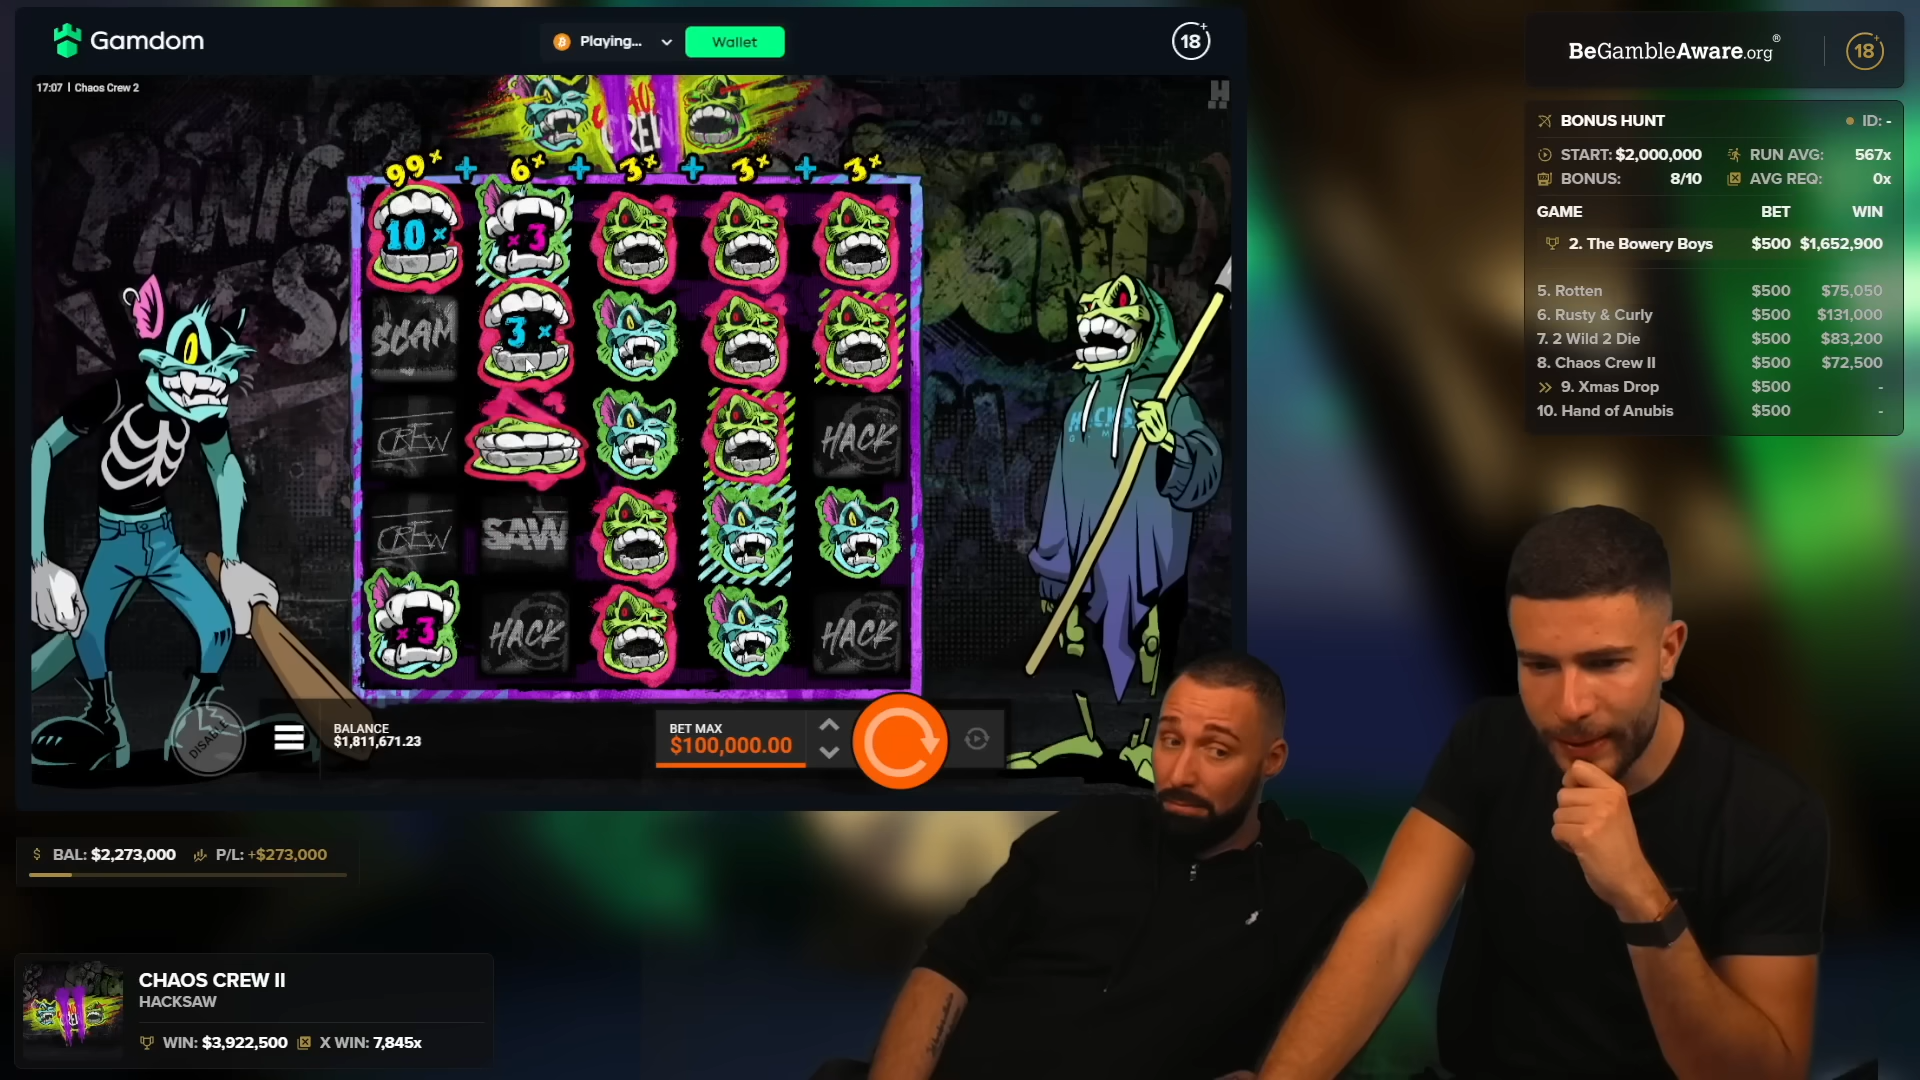 Gamdom
Playing...
Wallet
18+
17:07 | Chaos Crew 2
CREW
99x + 6x + 3x + 3x + 3x
10x
x3
SCAM
3x
CREW
HACK
CREW
SAW
x3
HACK
HACK
DISABLE
BALANCE
$1,811,671.23
BET MAX
$100,000.00
BeGambleAware.org®
18+
BONUS HUNT
ID: -
START: $2,000,000
RUN AVG: 567x
BONUS: 8/10
AVG REQ: 0x
GAME BET WIN
2. The Bowery Boys $500 $1,652,900
5. Rotten $500 $75,050
6. Rusty & Curly $500 $131,000
7. 2 Wild 2 Die $500 $83,200
8. Chaos Crew II $500 $72,500
9. Xmas Drop $500 -
10. Hand of Anubis $500 -
BAL: $2,273,000 P/L: +$273,000
CHAOS CREW II
HACKSAW
WIN: $3,922,500 X WIN: 7,845x